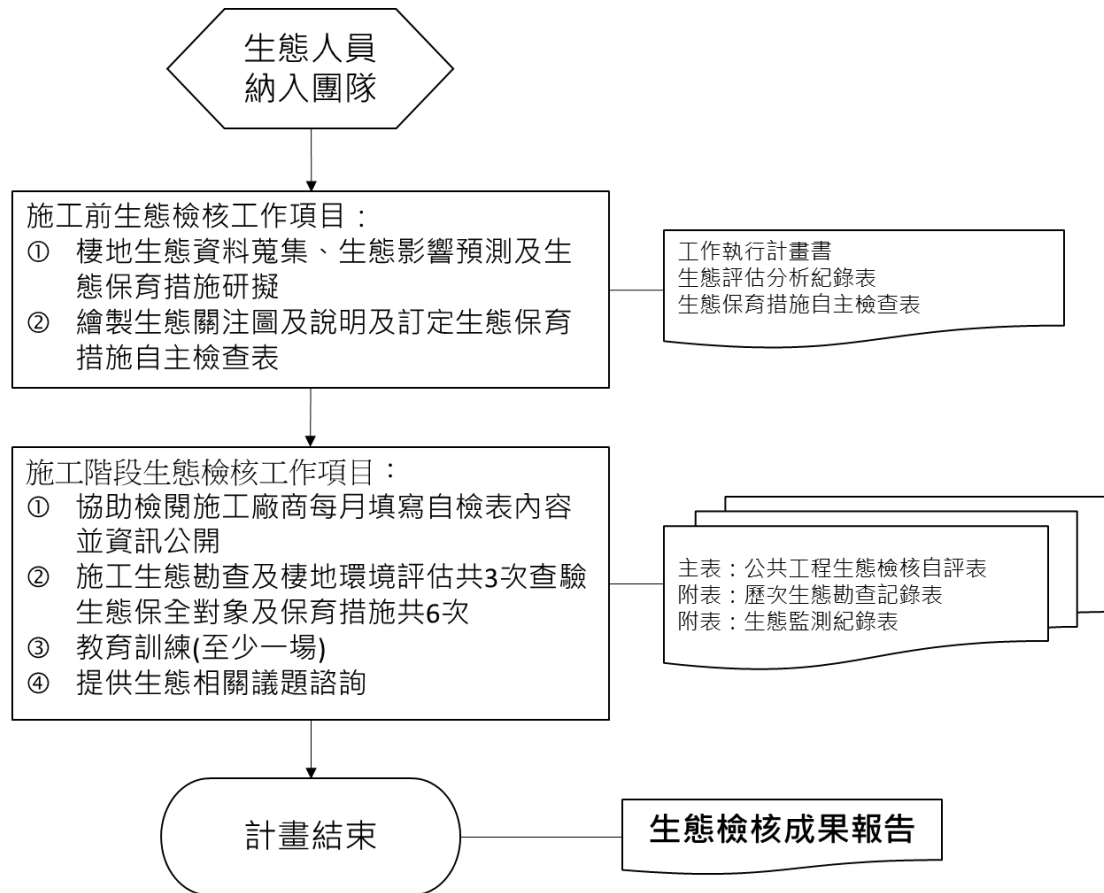 生態人員
納入團隊
施工前生態檢核工作項目：
① 棲地生態資料蒐集、生態影響預測及生
態保育措施研擬
② 繪製生態關注圖及說明及訂定生態保育
措施自主檢查表
工作執行計畫書
生態評估分析紀錄表
生態保育措施自主檢查表
施工階段生態檢核工作項目：
① 協助檢閱施工廠商每月填寫自檢表內容
並資訊公開
② 施工生態勘查及棲地環境評估共3次查驗
生態保全對象及保育措施共6次
③ 教育訓練(至少一場)
④ 提供生態相關議題諮詢
主表：公共工程生態檢核自評表
附表：歷次生態勘查記錄表
附表：生態監測紀錄表
計畫結束
生態檢核成果報告